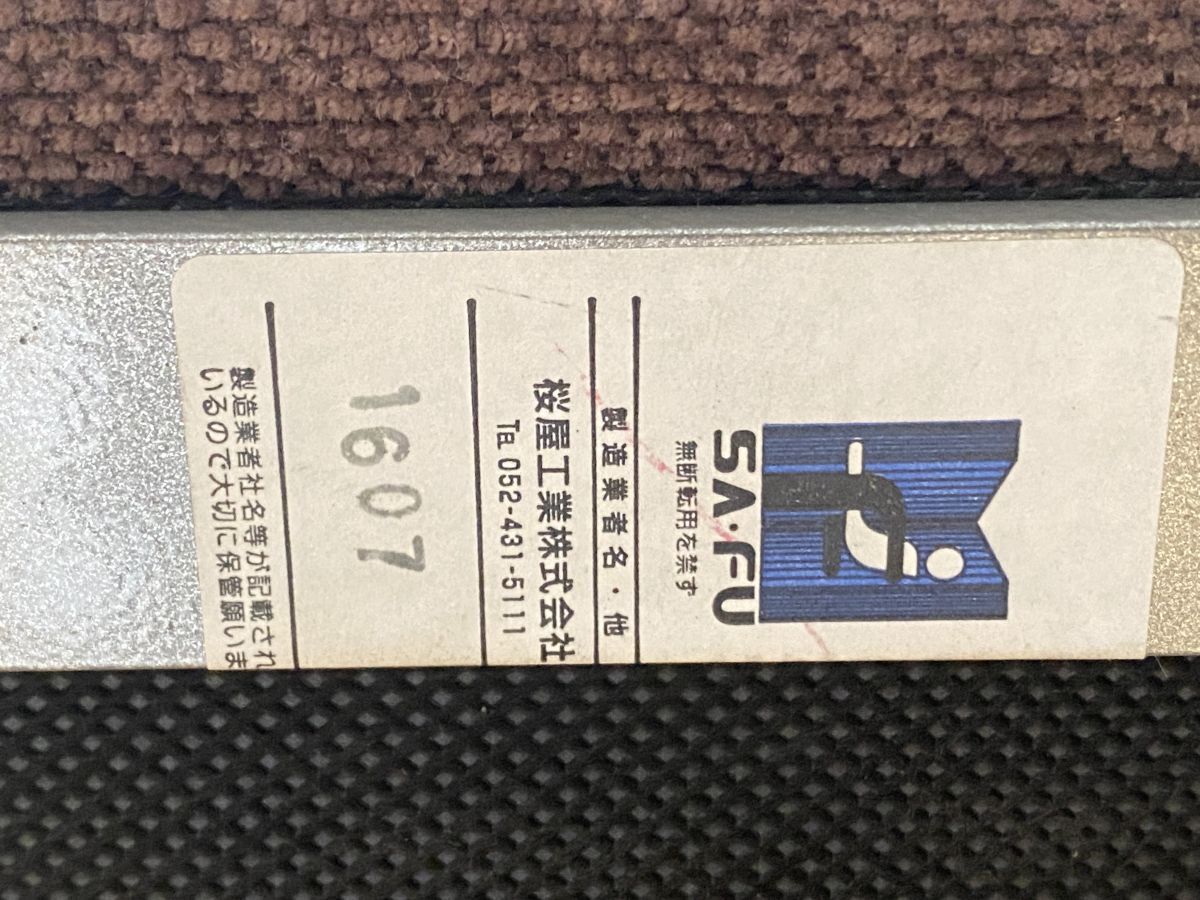 SA・FU
無断転用を禁ず
製造業者名・他
桜屋工業株式会社
TEL 052-431-5111
1607
製造業者社名等が記載され
いるので大切に保管願いま